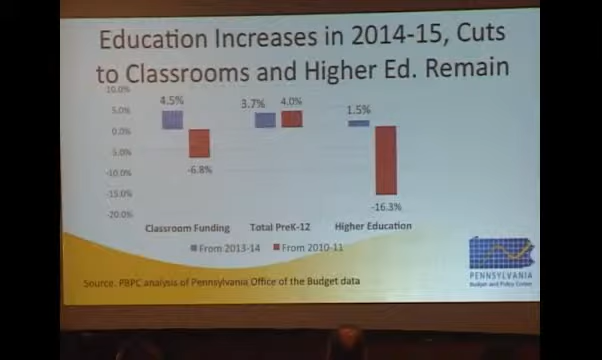 Education Increases in 2014-15, Cuts
to Classrooms and Higher Ed. Remain
10.0%
5.0%
0.0%
5.0%
-10.0%
-15.0%
-20.0%
4.5%
-6.8%
3.7%
4.0%
1.5%
-16.3%
Classroom Funding
Total PreK-12
Higher Education
From 2013-14
From 2010-11
Source. PBPC analysis of Pennsylvania Office of the Budget data
PENNSYLVANIA
Budget and Policy Center